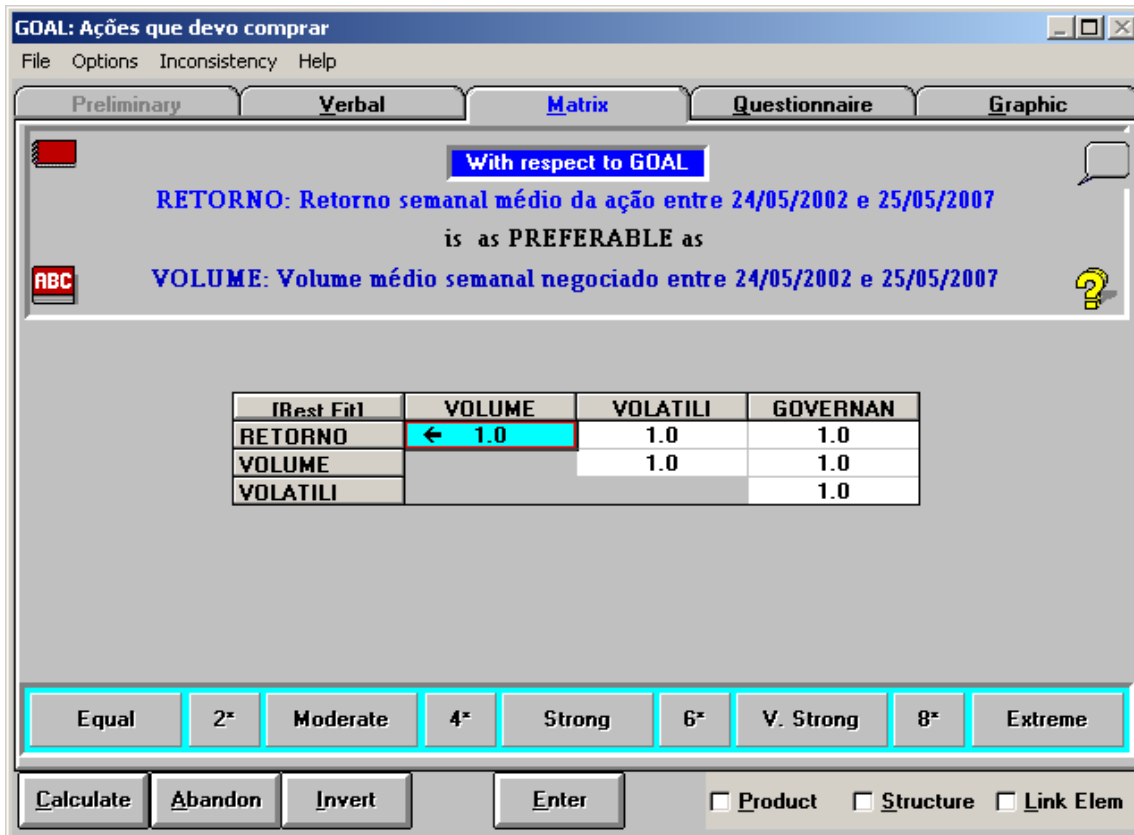 GOAL: Ações que devo comprar
File Options Inconsistency Help
Preliminary Verbal Matrix Questionnaire Graphic
With respect to GOAL
RETORNO: Retorno semanal médio da ação entre 24/05/2002 e 25/05/2007
is as PREFERABLE as
ABC VOLUME: Volume médio semanal negociado entre 24/05/2002 e 25/05/2007
[Best Fit] VOLUME VOLATILI GOVERNAN
RETORNO 1.0 1.0 1.0
VOLUME 1.0 1.0
VOLATILI 1.0
Equal 2* Moderate 4* Strong 6* V. Strong 8* Extreme
Calculate Abandon Invert Enter Product Structure Link Elem